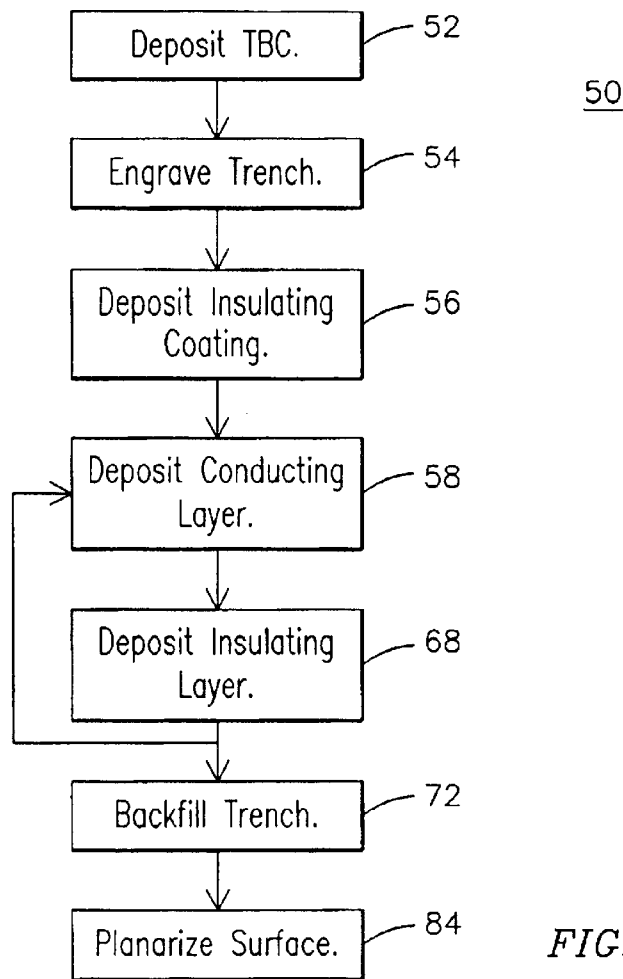 Deposit TBC.
52
50
Engrave Trench.
54
Deposit Insulating
Coating.
56
Deposit Conducting
Layer.
58
Deposit Insulating
Layer.
68
Backfill Trench.
72
Planarize Surface.
84
FIG.